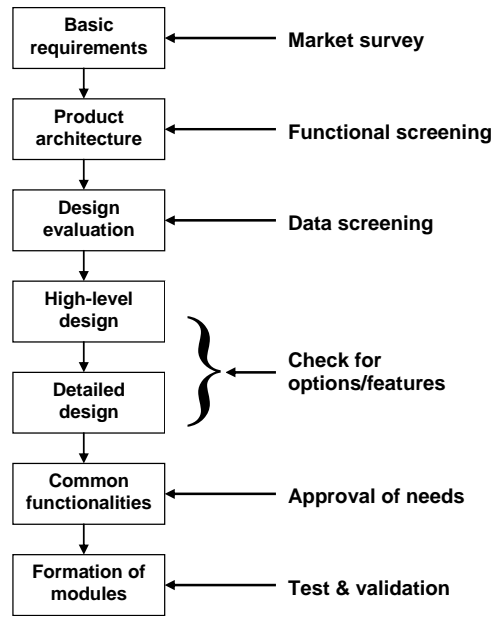 Basic
requirements
Market survey
Product
architecture
Functional screening
Design
evaluation
Data screening
High-level
design
Check for
options/features
Detailed
design
Common
functionalities
Approval of needs
Formation of
modules
Test & validation